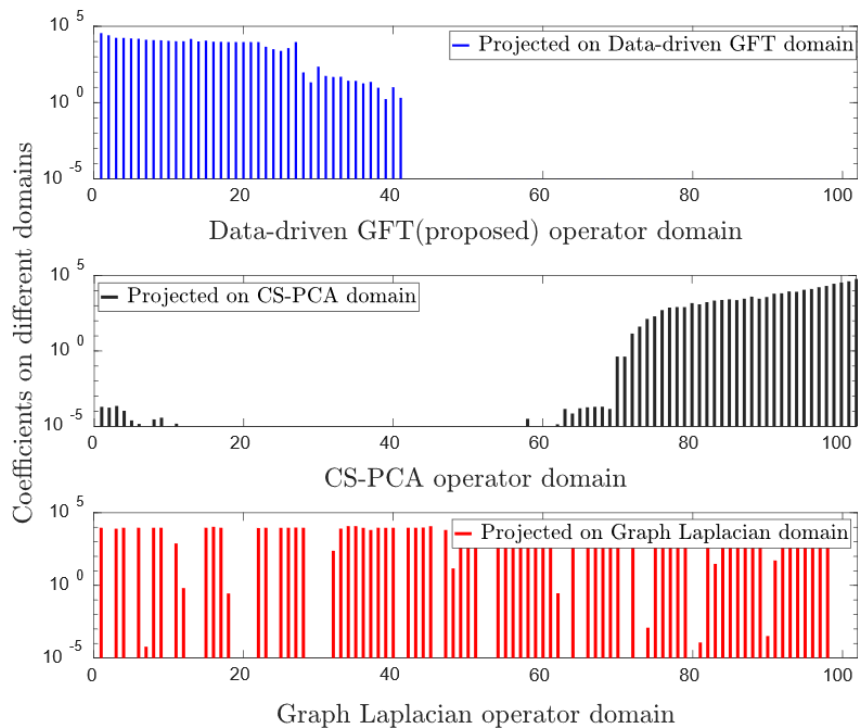 Coefficients on different domains
10 5
10 0
10 -5
Projected on Data-driven GFT domain
0 20 40 60 80 100
Data-driven GFT(proposed) operator domain
10 5
10 0
10 -5
Projected on CS-PCA domain
0 20 40 60 80 100
CS-PCA operator domain
10 5
10 0
10 -5
Projected on Graph Laplacian domain
0 20 40 60 80 100
Graph Laplacian operator domain